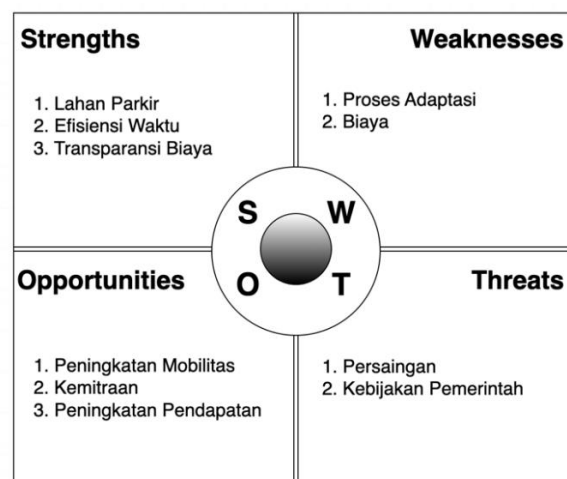 Strengths
1. Lahan Parkir
2. Efisiensi Waktu
3. Transparansi Biaya
Weaknesses
1. Proses Adaptasi
2. Biaya
S
W
O
T
Opportunities
1. Peningkatan Mobilitas
2. Kemitraan
3. Peningkatan Pendapatan
Threats
1. Persaingan
2. Kebijakan Pemerintah